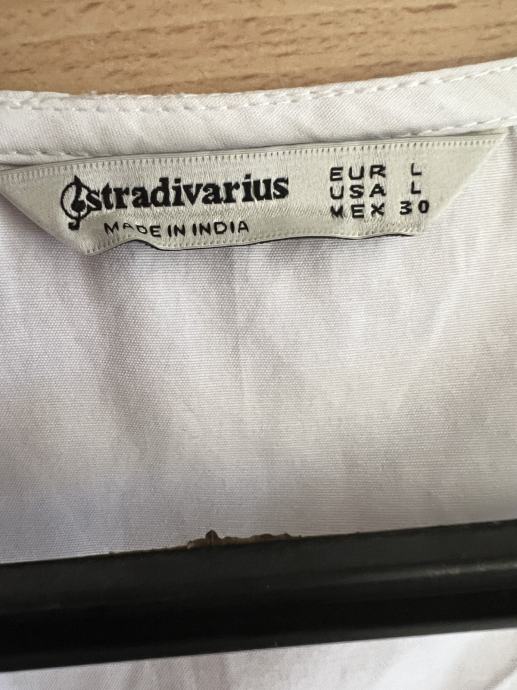 stradivarius
MADE IN INDIA
EUR L
USA L
MEX 30